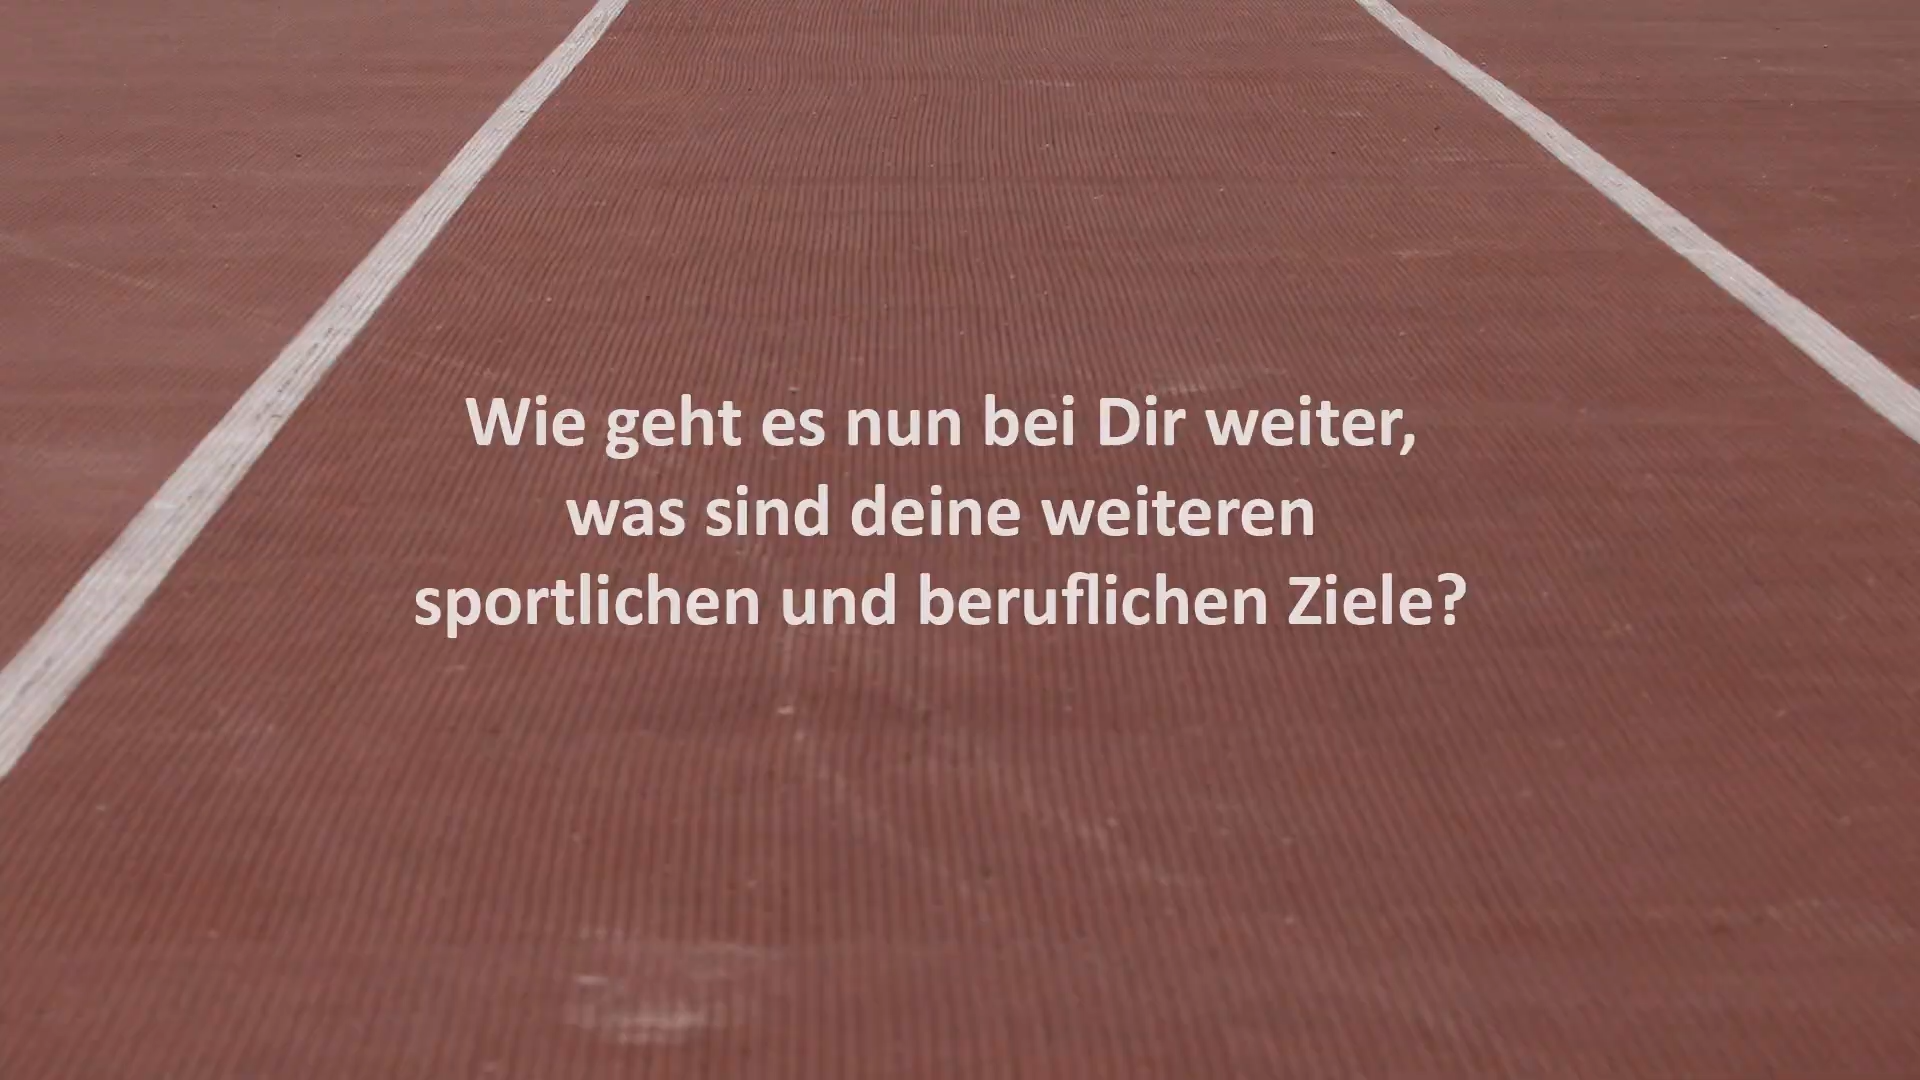 Wie geht es nun bei Dir weiter,
was sind deine weiteren
sportlichen und beruflichen Ziele?